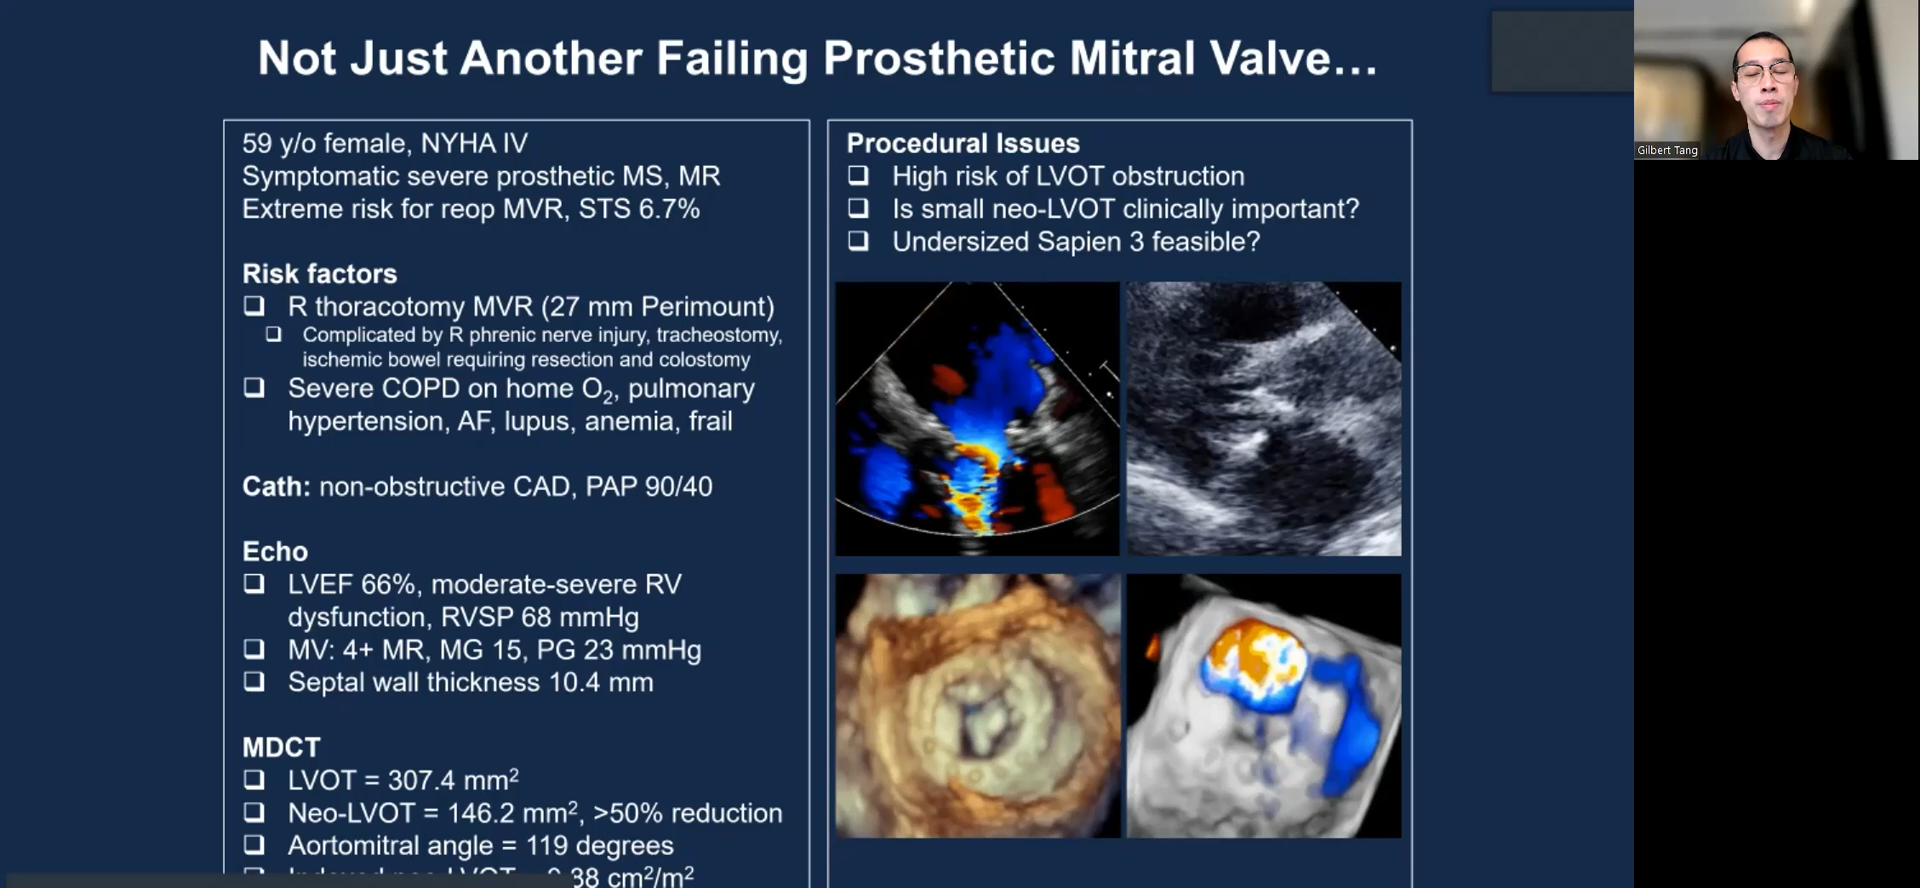 Not Just Another Failing Prosthetic Mitral Valve…
59 y/o female, NYHA IV
Symptomatic severe prosthetic MS, MR
Extreme risk for reop MVR, STS 6.7%
Risk factors
❑ R thoracotomy MVR (27 mm Perimount)
❑ Complicated by R phrenic nerve injury, tracheostomy,
ischemic bowel requiring resection and colostomy
❑ Severe COPD on home O₂, pulmonary
hypertension, AF, lupus, anemia, frail
Cath: non-obstructive CAD, PAP 90/40
Echo
❑ LVEF 66%, moderate-severe RV
dysfunction, RVSP 68 mmHg
❑ MV: 4+ MR, MG 15, PG 23 mmHg
❑ Septal wall thickness 10.4 mm
MDCT
❑ LVOT = 307.4 mm²
❑ Neo-LVOT = 146.2 mm², >50% reduction
❑ Aortomitral angle = 119 degrees
cm²/m²
Procedural Issues
❑ High risk of LVOT obstruction
❑ Is small neo-LVOT clinically important?
❑ Undersized Sapien 3 feasible?
Gilbert Tang